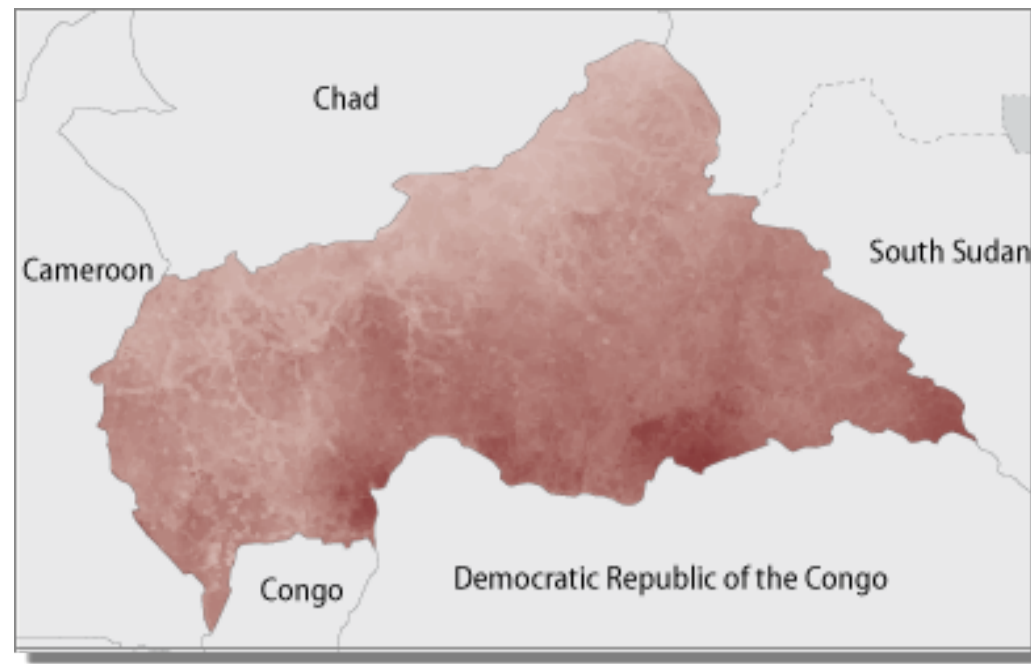 Chad
South Sudan
Cameroon
Democratic Republic of the Congo
Congo